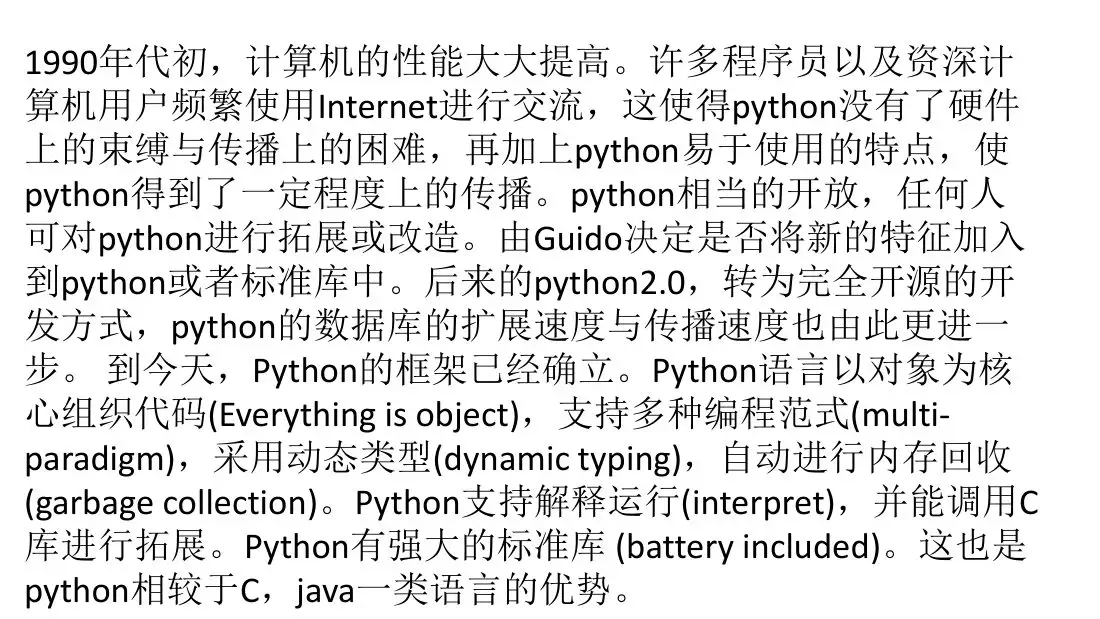 1990年代初，计算机的性能大大提高。许多程序员以及资深计
算机用户频繁使用Internet进行交流，这使得python没有了硬件
上的束缚与传播上的困难，再加上python易于使用的特点，使
python得到了一定程度上的传播。python相当的开放，任何人
可对python进行拓展或改造。由Guido决定是否将新的特征加入
到python或者标准库中。后来的python2.0，转为完全开源的开
发方式，python的数据库的扩展速度与传播速度也由此更进一
步。 到今天，Python的框架已经确立。Python语言以对象为核
心组织代码(Everything is object)，支持多种编程范式(multi-
paradigm)，采用动态类型(dynamic typing)，自动进行内存回收
(garbage collection)。Python支持解释运行(interpret)，并能调用C
库进行拓展。Python有强大的标准库 (battery included)。这也是
python相较于C，java一类语言的优势。